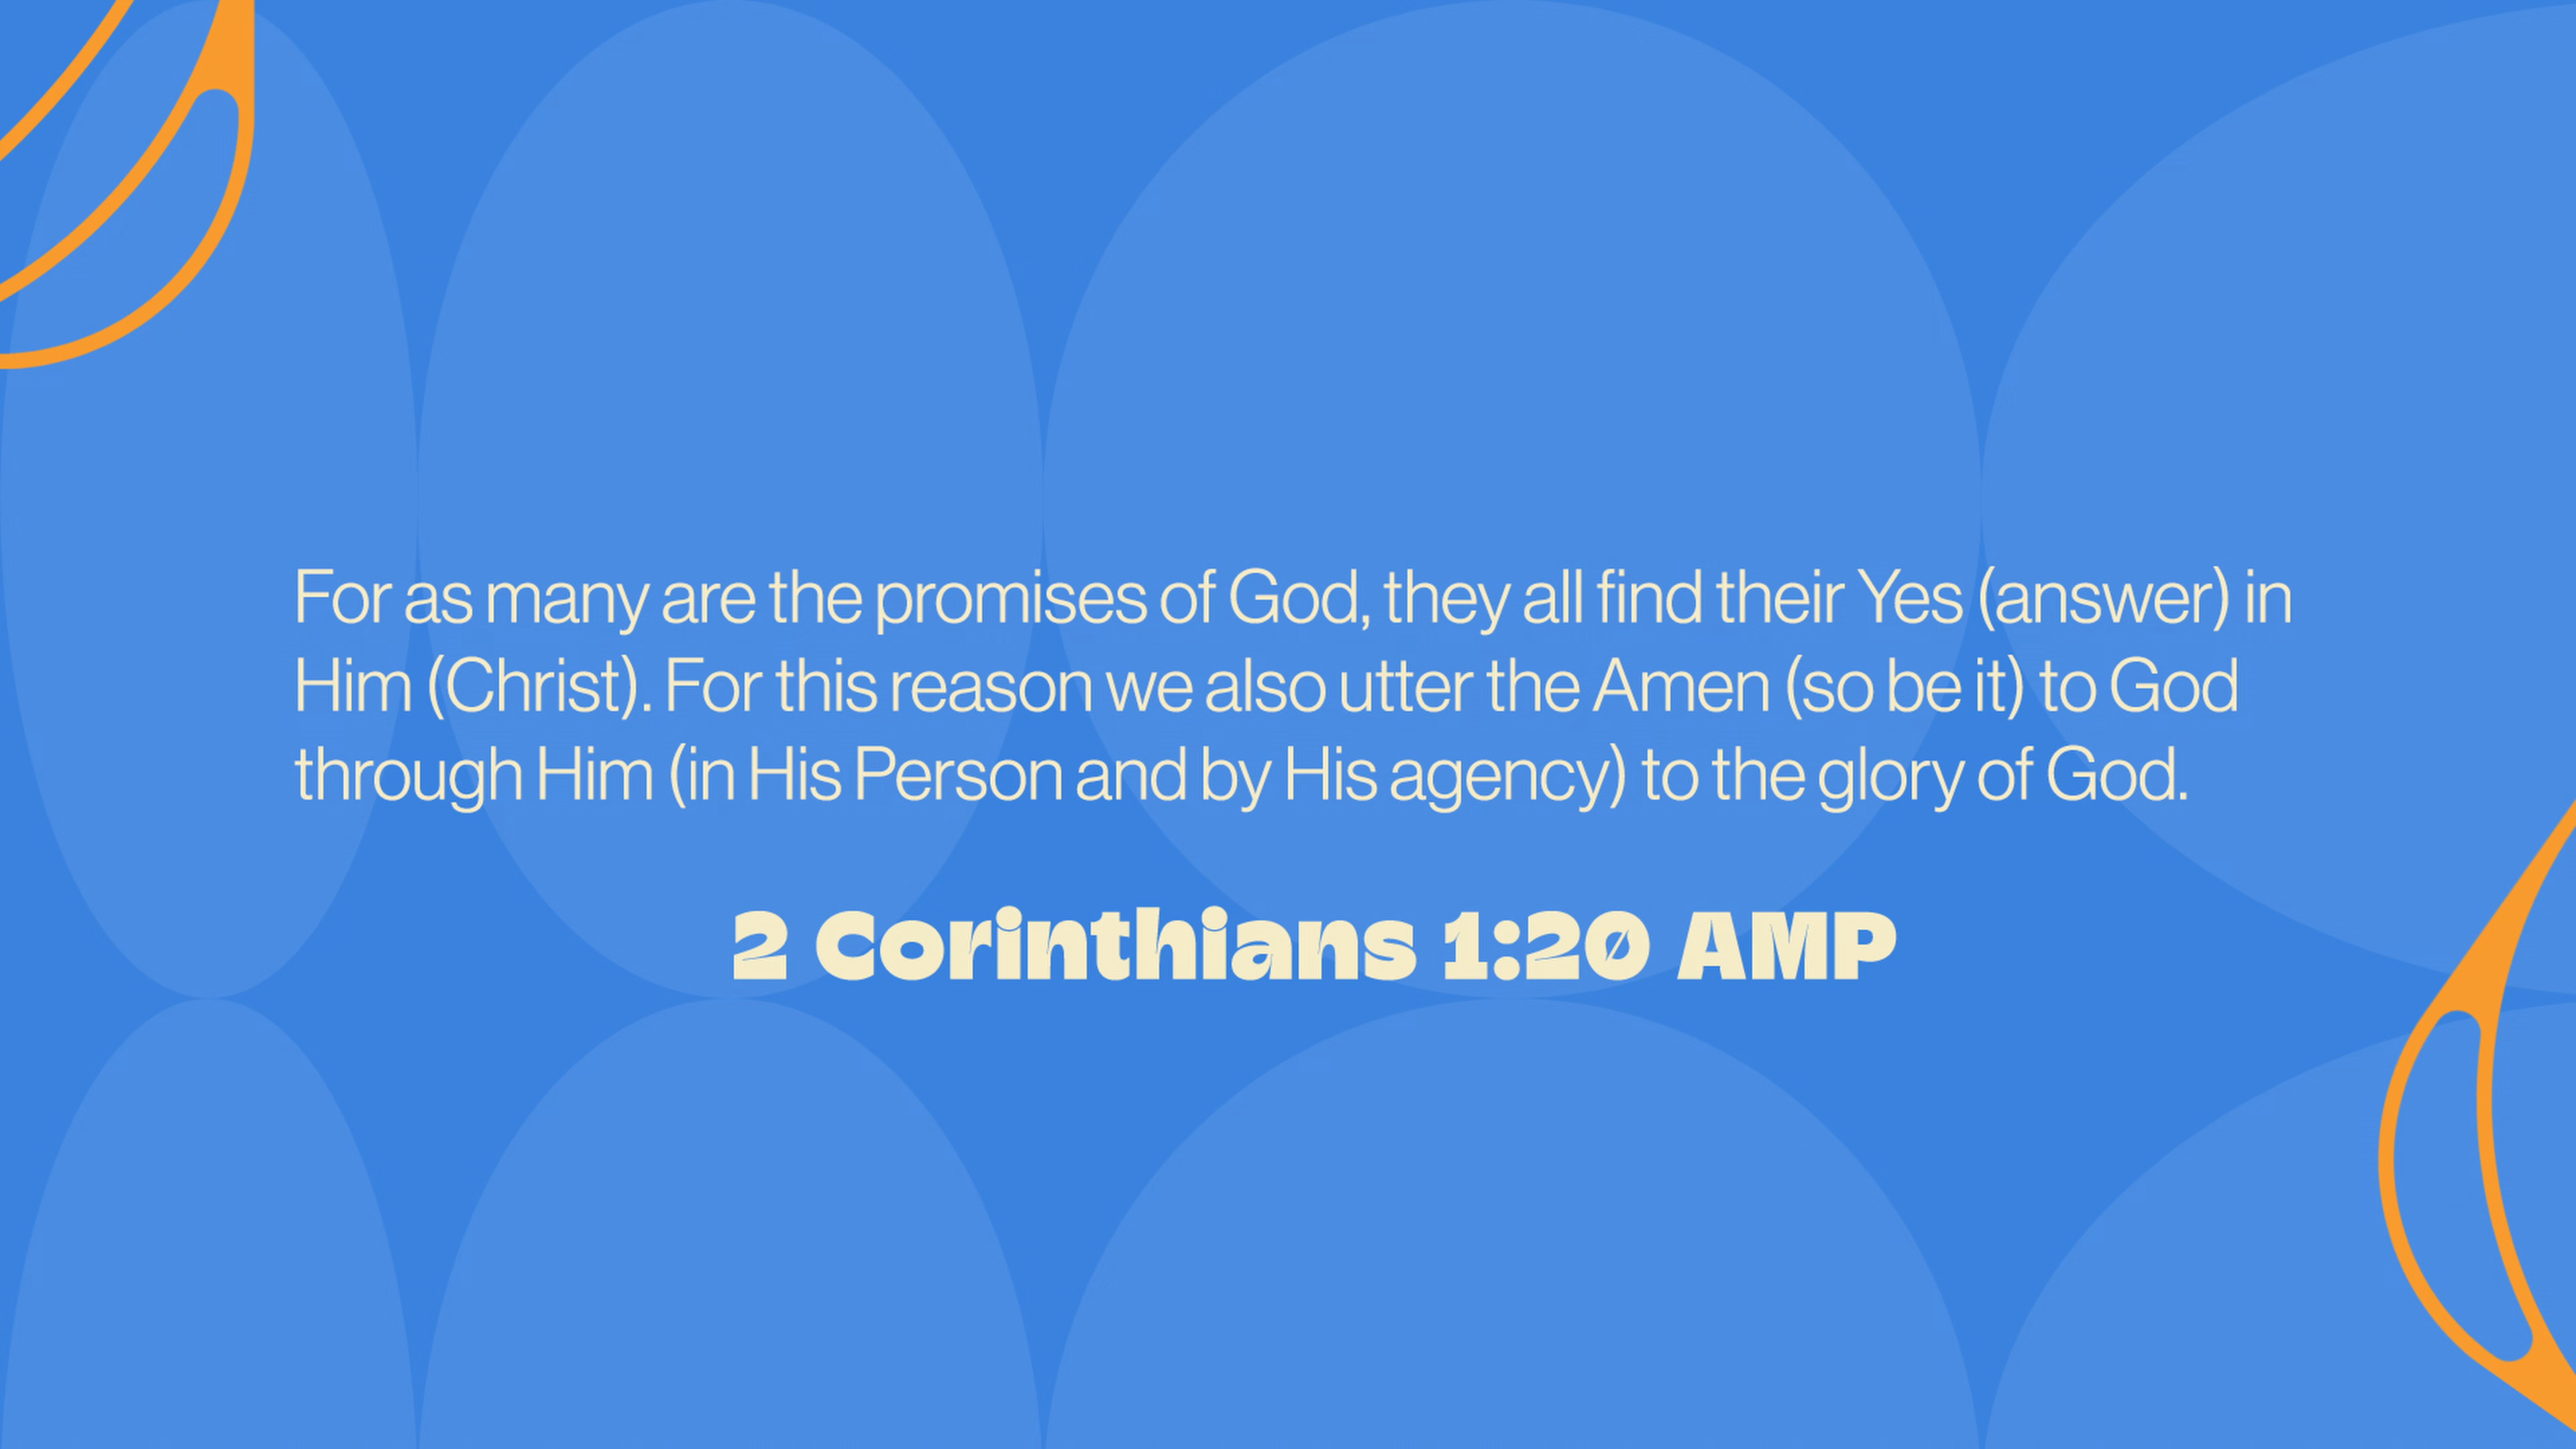 For as many are the promises of God, they all find their Yes (answer) in
Him (Christ). For this reason we also utter the Amen (so be it) to God
through Him (in His Person and by His agency) to the glory of God.
2 Corinthians 1:20 AMP